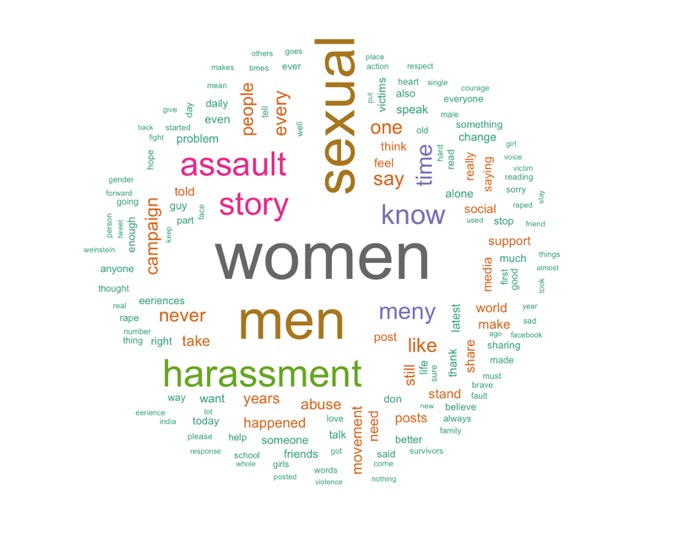 others goes
makes times ever
sexual
place
action respect
mean people tell every well
put victims heart single
also courage
give day daily
speak everyone
male
even
back started
fight problem
one old something
change
hope assault
think time hard read girl
feel really saying voice
say victim
gender reading
forward told
going story
guy face
part
know
alone sorry stay
social raped
used stop friend
person tweet enough campaign keep
weinstein
women
support
anyone
media first good much things
almost
took
thought
real eeriences
rape never
men
meny
latest world year
make sad
number
thing right take
post
like
ago facebook
share sharing
thank
made
harassment
still life sure
must
brave
way want years abuse
don stand fault
new believe
eerience lot
india today happened love
movement need posts always
family
please help someone talk
better
response school friends got
said survivors
whole girls words
come
posted violence nothing